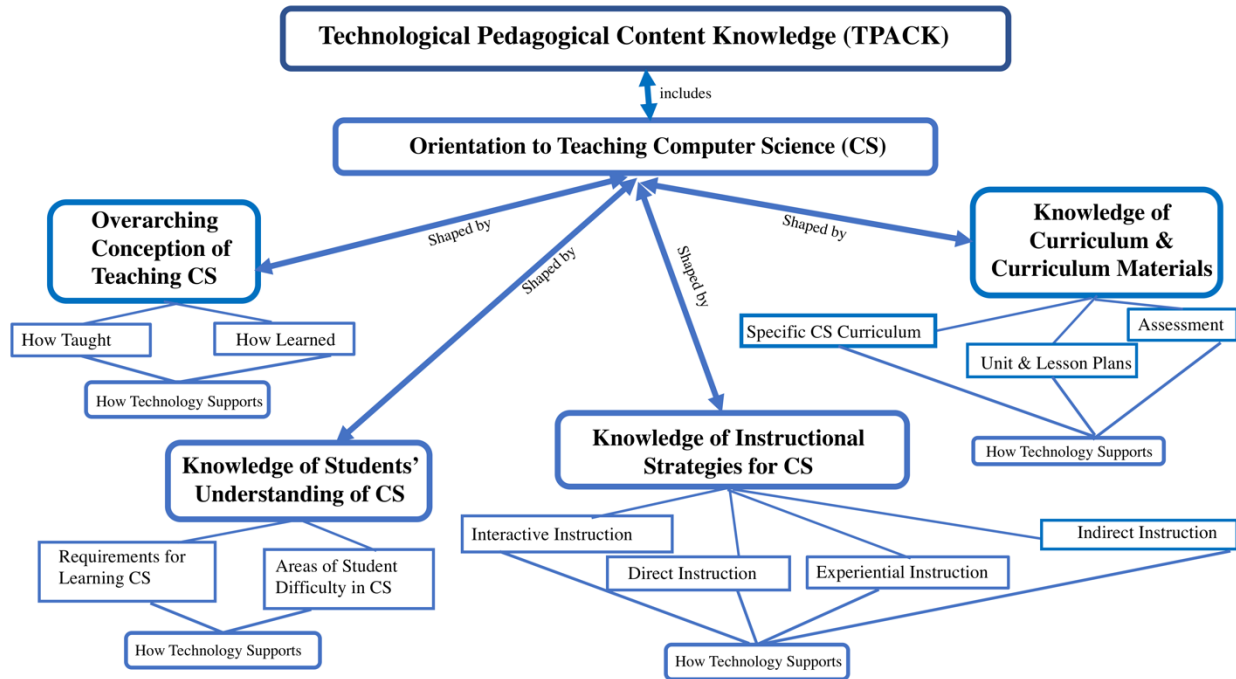 Technological Pedagogical Content Knowledge (TPACK)
includes
Orientation to Teaching Computer Science (CS)
Shaped by
Shaped by
Shaped by
Shaped by
Overarching
Conception of
Teaching CS
How Taught
How Learned
How Technology Supports
Knowledge of Students’
Understanding of CS
Requirements for
Learning CS
Areas of Student
Difficulty in CS
How Technology Supports
Knowledge of Instructional
Strategies for CS
Interactive Instruction
Direct Instruction
Experiential Instruction
Indirect Instruction
How Technology Supports
Knowledge of
Curriculum &
Curriculum Materials
Specific CS Curriculum
Unit & Lesson Plans
Assessment
How Technology Supports